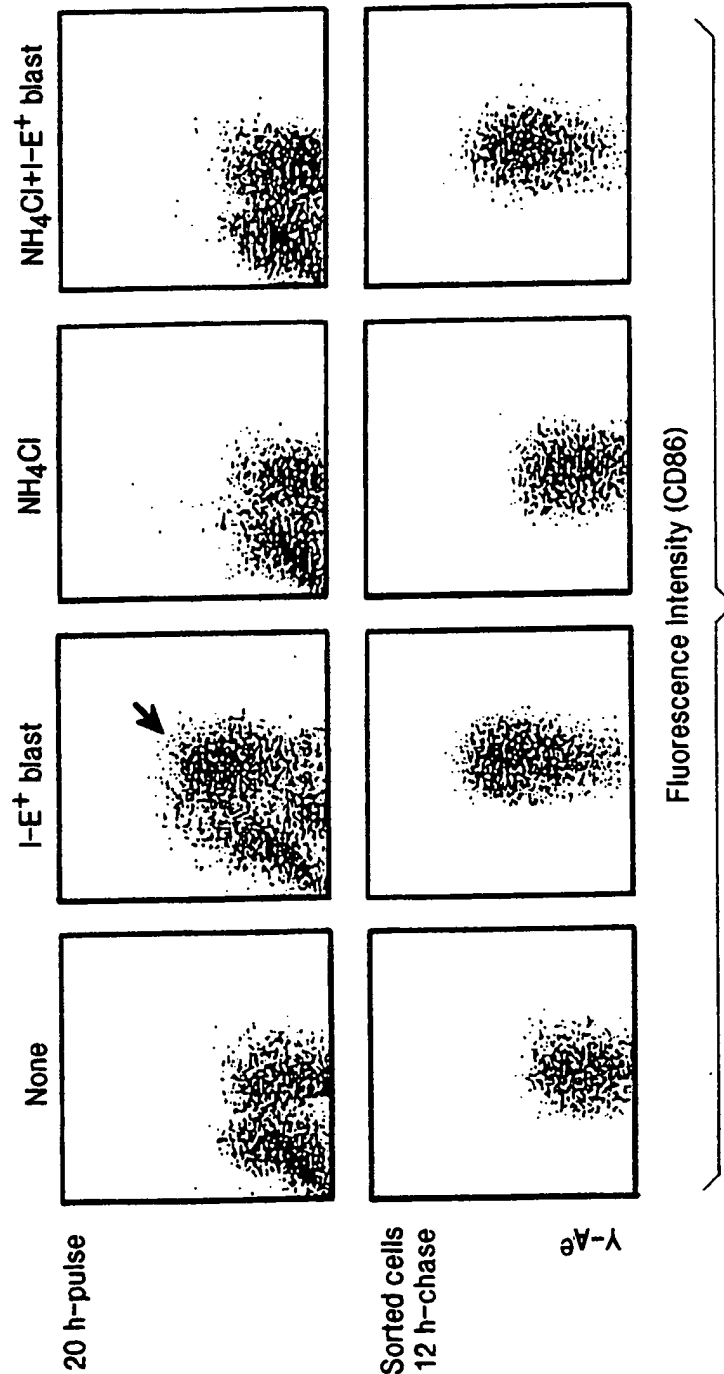 None
I-E+ blast
NH4Cl
NH4Cl+I-E+ blast
20 h-pulse
Sorted cells
12 h-chase
Y-Ae
Fluorescence Intensity (CD86)